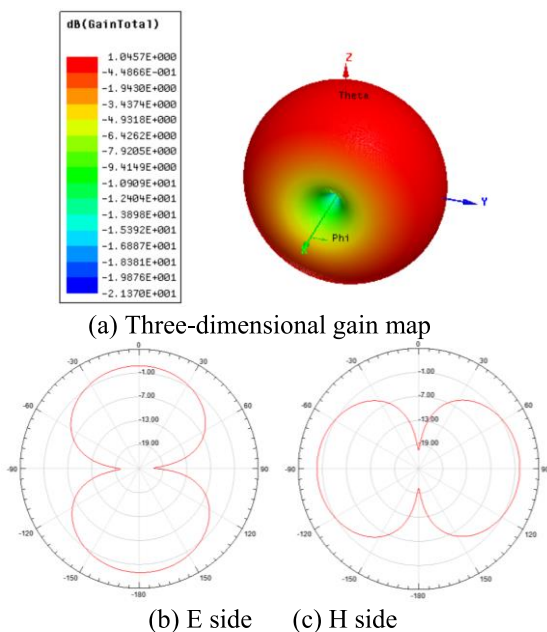 dB(GainTotal)
1.0457E+000
-4.4866E-001
-1.9430E+000
-3.4374E+000
-4.9318E+000
-6.4262E+000
-7.9205E+000
-9.4149E+000
-1.0909E+001
-1.2404E+001
-1.3898E+001
-1.5392E+001
-1.6887E+001
-1.8381E+001
-1.9876E+001
-2.1370E+001
Z
Theta
Y
Phi
X
(a) Three-dimensional gain map
0
-30 30
-1.00
-60 60
-7.00
-13.00
-19.00
-90 90
-120 120
-150 150
-180
0
-30 30
-1.00
-60 60
-7.00
-13.00
-19.00
-90 90
-120 120
-150 150
-180
(b) E side (c) H side